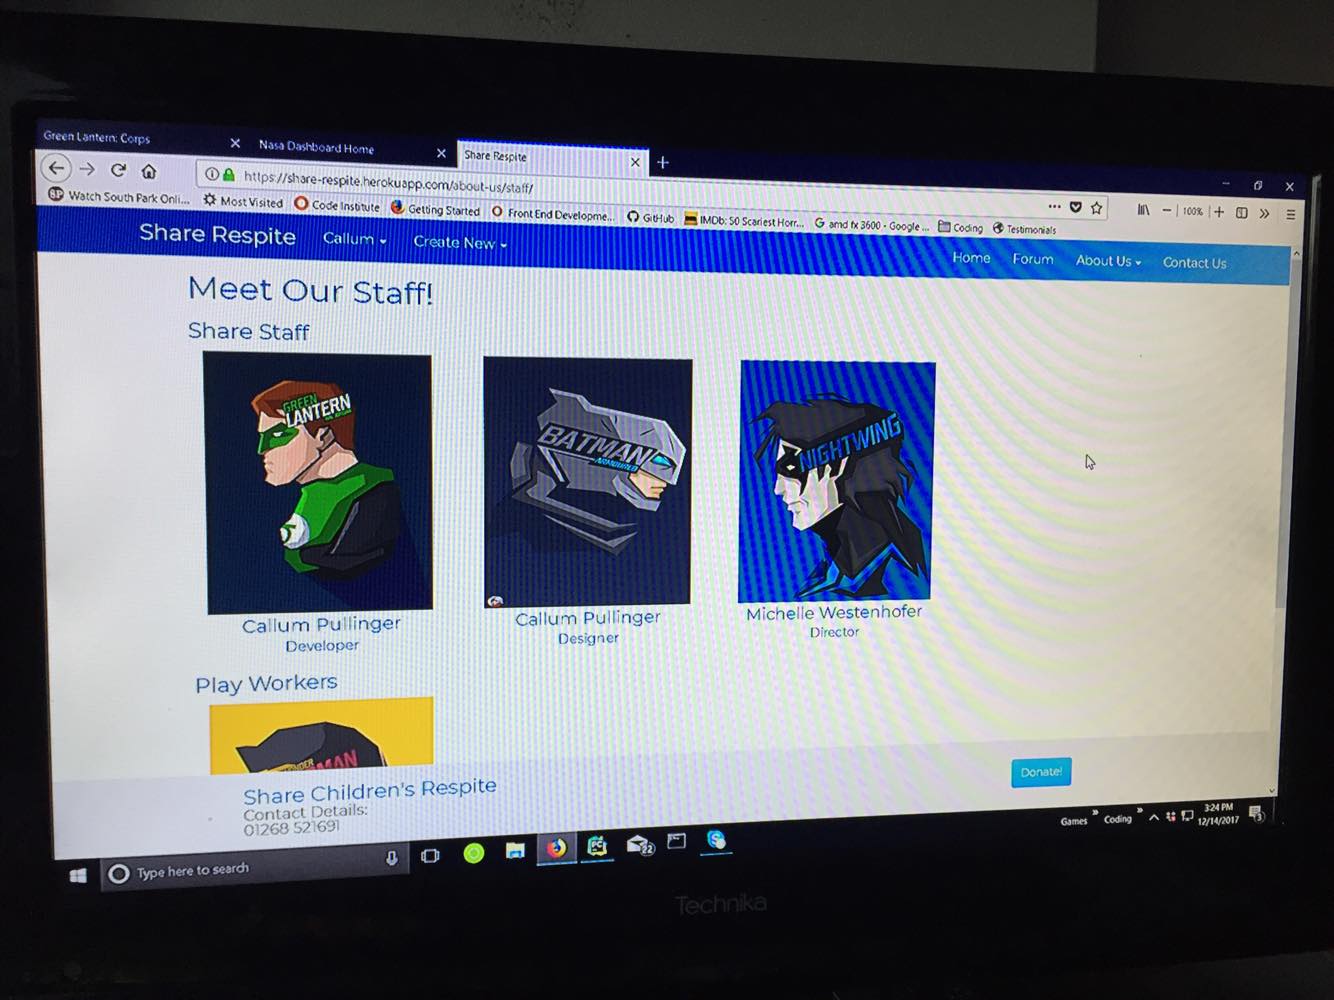 Green Lantern: Corps
Nasa Dashboard Home
Share Respite
https://share-respite.herokuapp.com/about-us/staff/
100%
Watch South Park Onli...
Most Visited
Code Institute
Getting Started
Front End Developme...
GitHub
IMDb: 50 Scariest Horr...
amd fx 3600 - Google ...
Coding
Testimonials
Share Respite
Callum
Create New
Home
Forum
About Us
Contact Us
Meet Our Staff!
Share Staff
GREEN
LANTERN
BATMAN
ARMOURED
NIGHTWING
Callum Pullinger
Developer
Callum Pullinger
Designer
Michelle Westenhofer
Director
Play Workers
Share Children's Respite
Contact Details:
01268 521691
Donate!
Type here to search
PC
22
Games
Coding
3:24 PM
12/14/2017
Technika